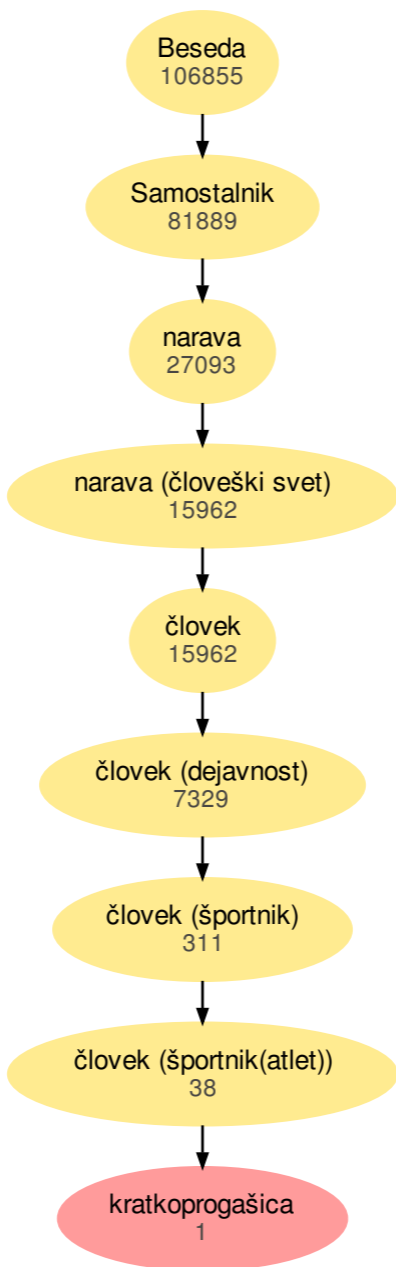 Beseda
106855
Samostalnik
81889
narava
27093
narava (človeški svet)
15962
človek
15962
človek (dejavnost)
7329
človek (športnik)
311
človek (športnik(atlet))
38
kratkoprogašica
1